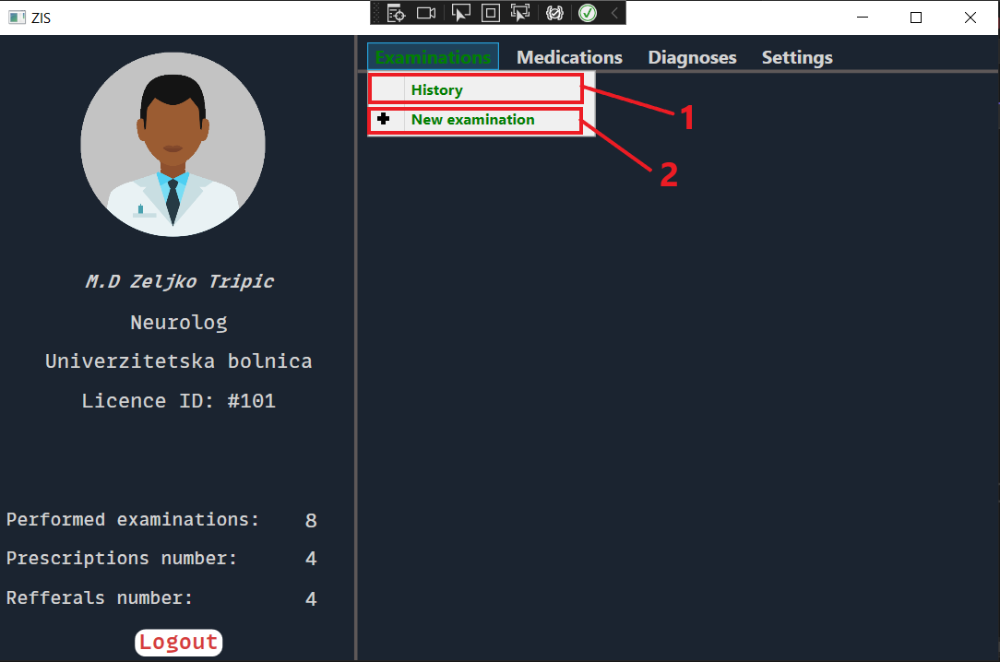 ZIS
Examinations Medications Diagnoses Settings
History
1
New examination
2
M.D Zeljko Tripic
Neurolog
Univerzitetska bolnica
Licence ID: #101
Performed examinations: 8
Prescriptions number: 4
Refferals number: 4
Logout